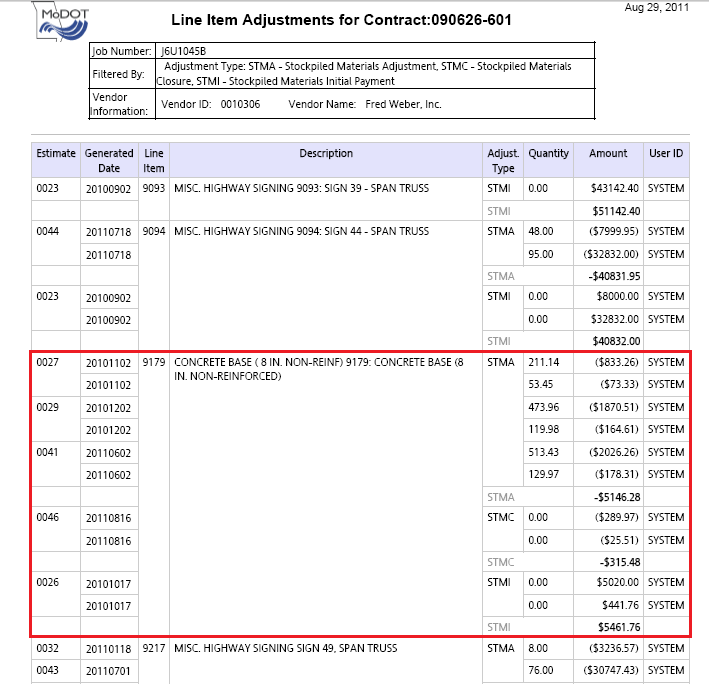 MoDOT
Aug 29, 2011
Line Item Adjustments for Contract:090626-601
Job Number: J6U1045B
Filtered By: Adjustment Type: STMA - Stockpiled Materials Adjustment, STMC - Stockpiled Materials
Closure, STMI - Stockpiled Materials Initial Payment
Vendor Information: Vendor ID: 0010306 Vendor Name: Fred Weber, Inc.
Estimate Generated Date Line Item Description Adjust. Type Quantity Amount User ID
0023 20100902 9093 MISC. HIGHWAY SIGNING 9093: SIGN 39 - SPAN TRUSS STMI 0.00 $43142.40 SYSTEM
STMI $51142.40
0044 20110718 9094 MISC. HIGHWAY SIGNING 9094: SIGN 44 - SPAN TRUSS STMA 48.00 ($7999.95) SYSTEM
20110718 95.00 ($32832.00) SYSTEM
STMA -$40831.95
0023 20100902 STMI 0.00 $8000.00 SYSTEM
20100902 0.00 $32832.00 SYSTEM
STMI $40832.00
0027 20101102 9179 CONCRETE BASE ( 8 IN. NON-REINF) 9179: CONCRETE BASE (8 STMA 211.14 ($833.26) SYSTEM
20101102 IN. NON-REINFORCED) 53.45 ($73.33) SYSTEM
0029 20101202 473.96 ($1870.51) SYSTEM
20101202 119.98 ($164.61) SYSTEM
0041 20110602 513.43 ($2026.26) SYSTEM
20110602 129.97 ($178.31) SYSTEM
STMA -$5146.28
0046 20110816 STMC 0.00 ($289.97) SYSTEM
20110816 0.00 ($25.51) SYSTEM
STMC -$315.48
0026 20101017 STMI 0.00 $5020.00 SYSTEM
20101017 0.00 $441.76 SYSTEM
STMI $5461.76
0032 20110118 9217 MISC. HIGHWAY SIGNING SIGN 49, SPAN TRUSS STMA 8.00 ($3236.57) SYSTEM
0043 20110701 76.00 ($30747.43) SYSTEM